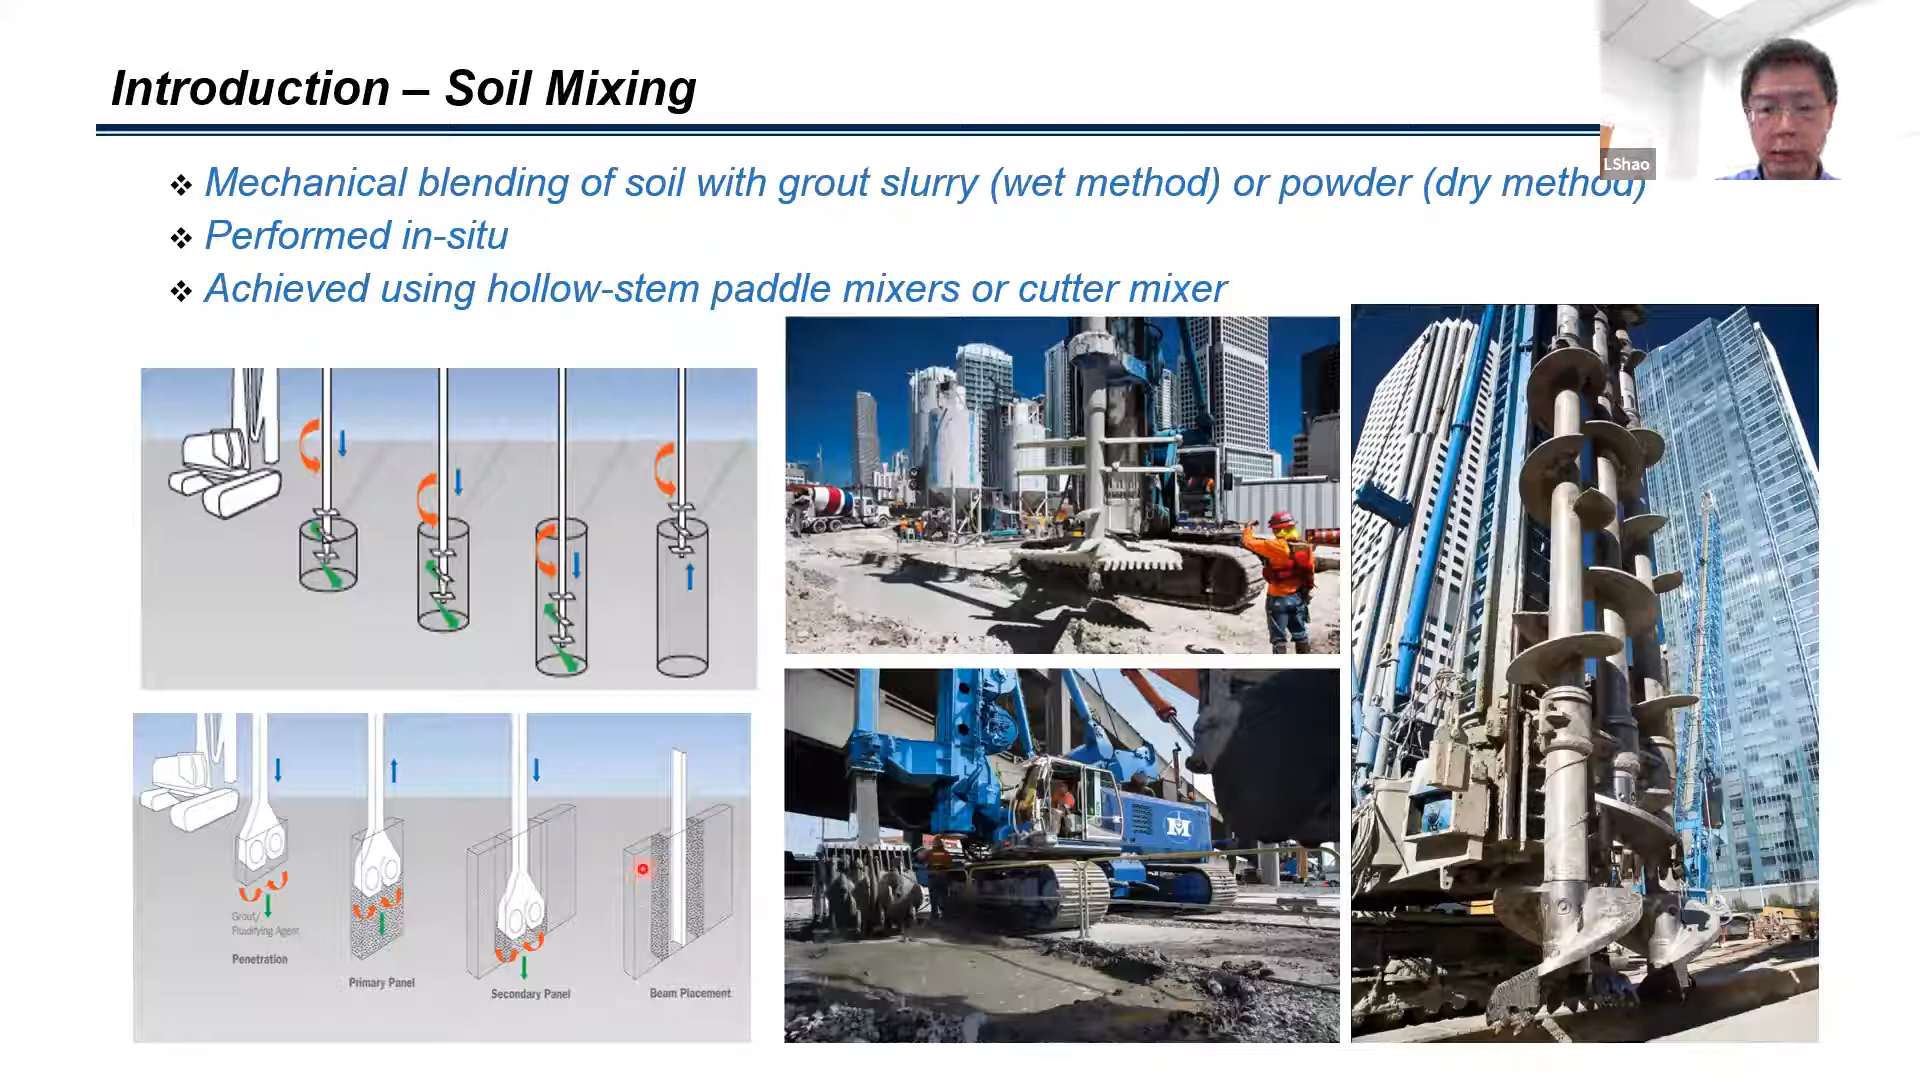 Introduction – Soil Mixing
LShao
❖ Mechanical blending of soil with grout slurry (wet method) or powder (dry method)
❖ Performed in-situ
❖ Achieved using hollow-stem paddle mixers or cutter mixer
Grout/
Fluidifying Agent
Penetration
Primary Panel
Secondary Panel
Beam Placement
M